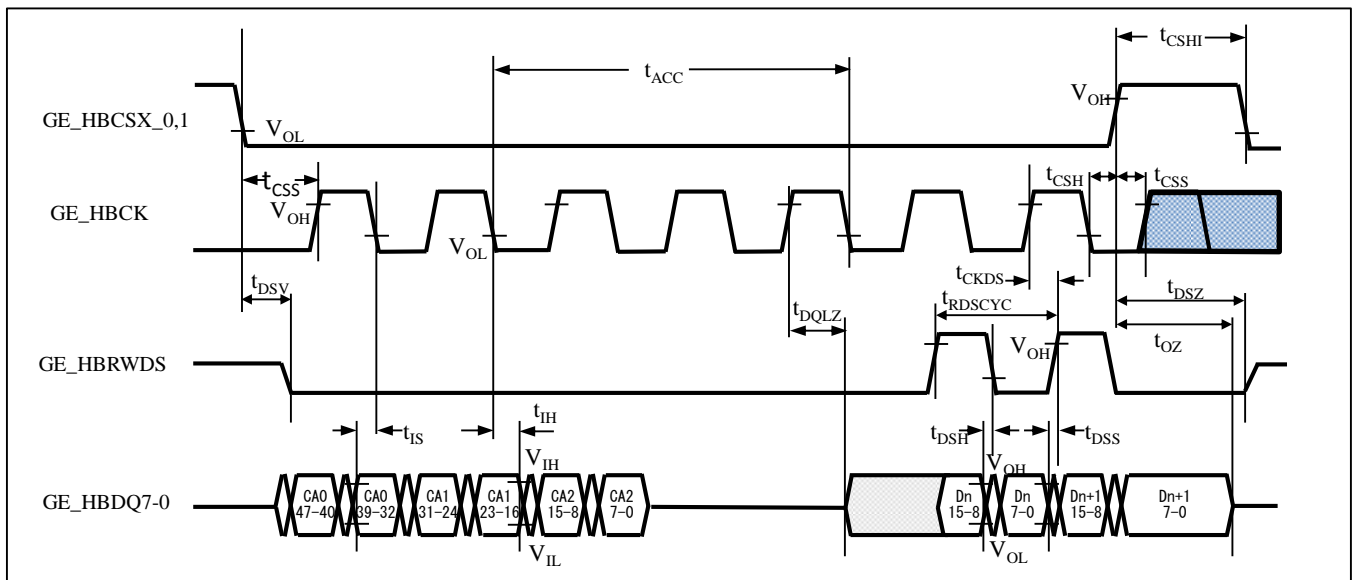 tCSHI
tACC
VOH
GE_HBCSX_0,1
VOL
tCSS
tCSH
tCSS
VOH
GE_HBCK
VOL
tCKDS
tDSV
tDSZ
tRDSCYC
tDQLZ
tOZ
VOH
GE_HBRWDS
tIH
tIS
tDSH
tDSS
VIH
VOH
GE_HBDQ7-0
CA0
47-40
CA0
39-32
CA1
31-24
CA1
23-16
CA2
15-8
CA2
7-0
Dn
15-8
Dn
7-0
Dn+1
15-8
Dn+1
7-0
VIL
VOL